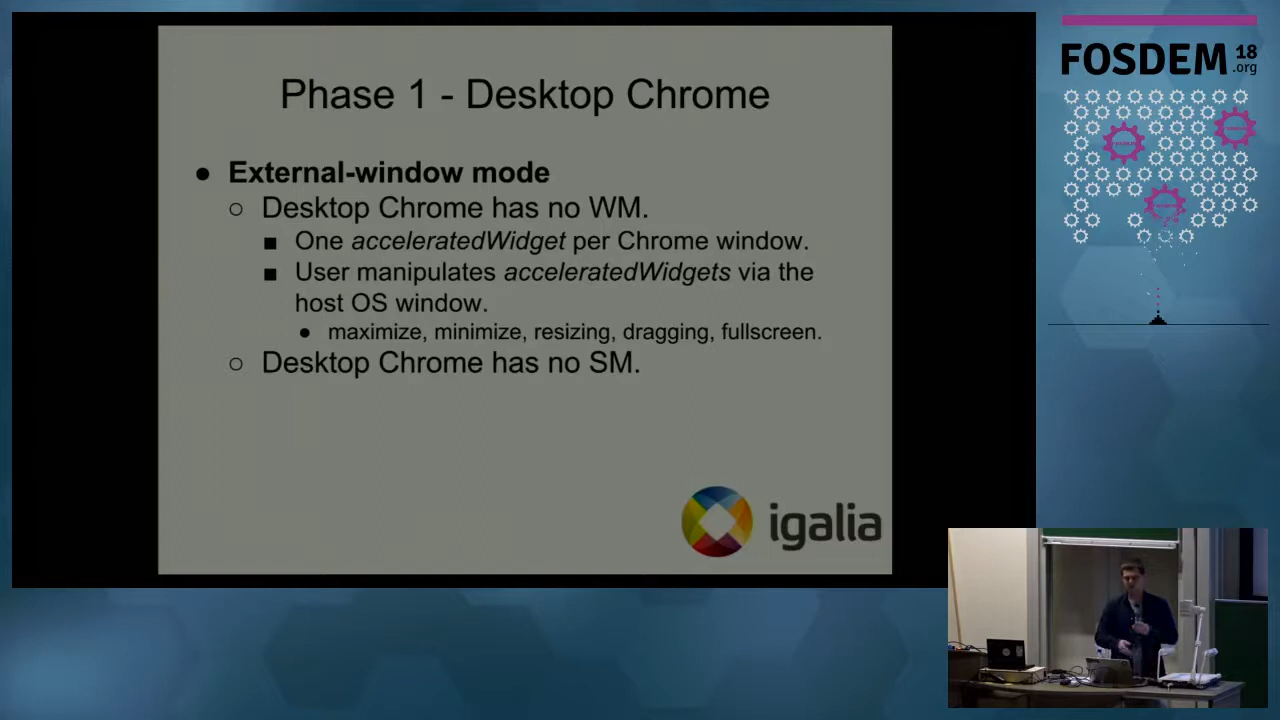 Phase 1 - Desktop Chrome
● External-window mode
○ Desktop Chrome has no WM.
■ One acceleratedWidget per Chrome window.
■ User manipulates acceleratedWidgets via the
host OS window.
● maximize, minimize, resizing, dragging, fullscreen.
○ Desktop Chrome has no SM.
igalia
FOSDEM 18
.org